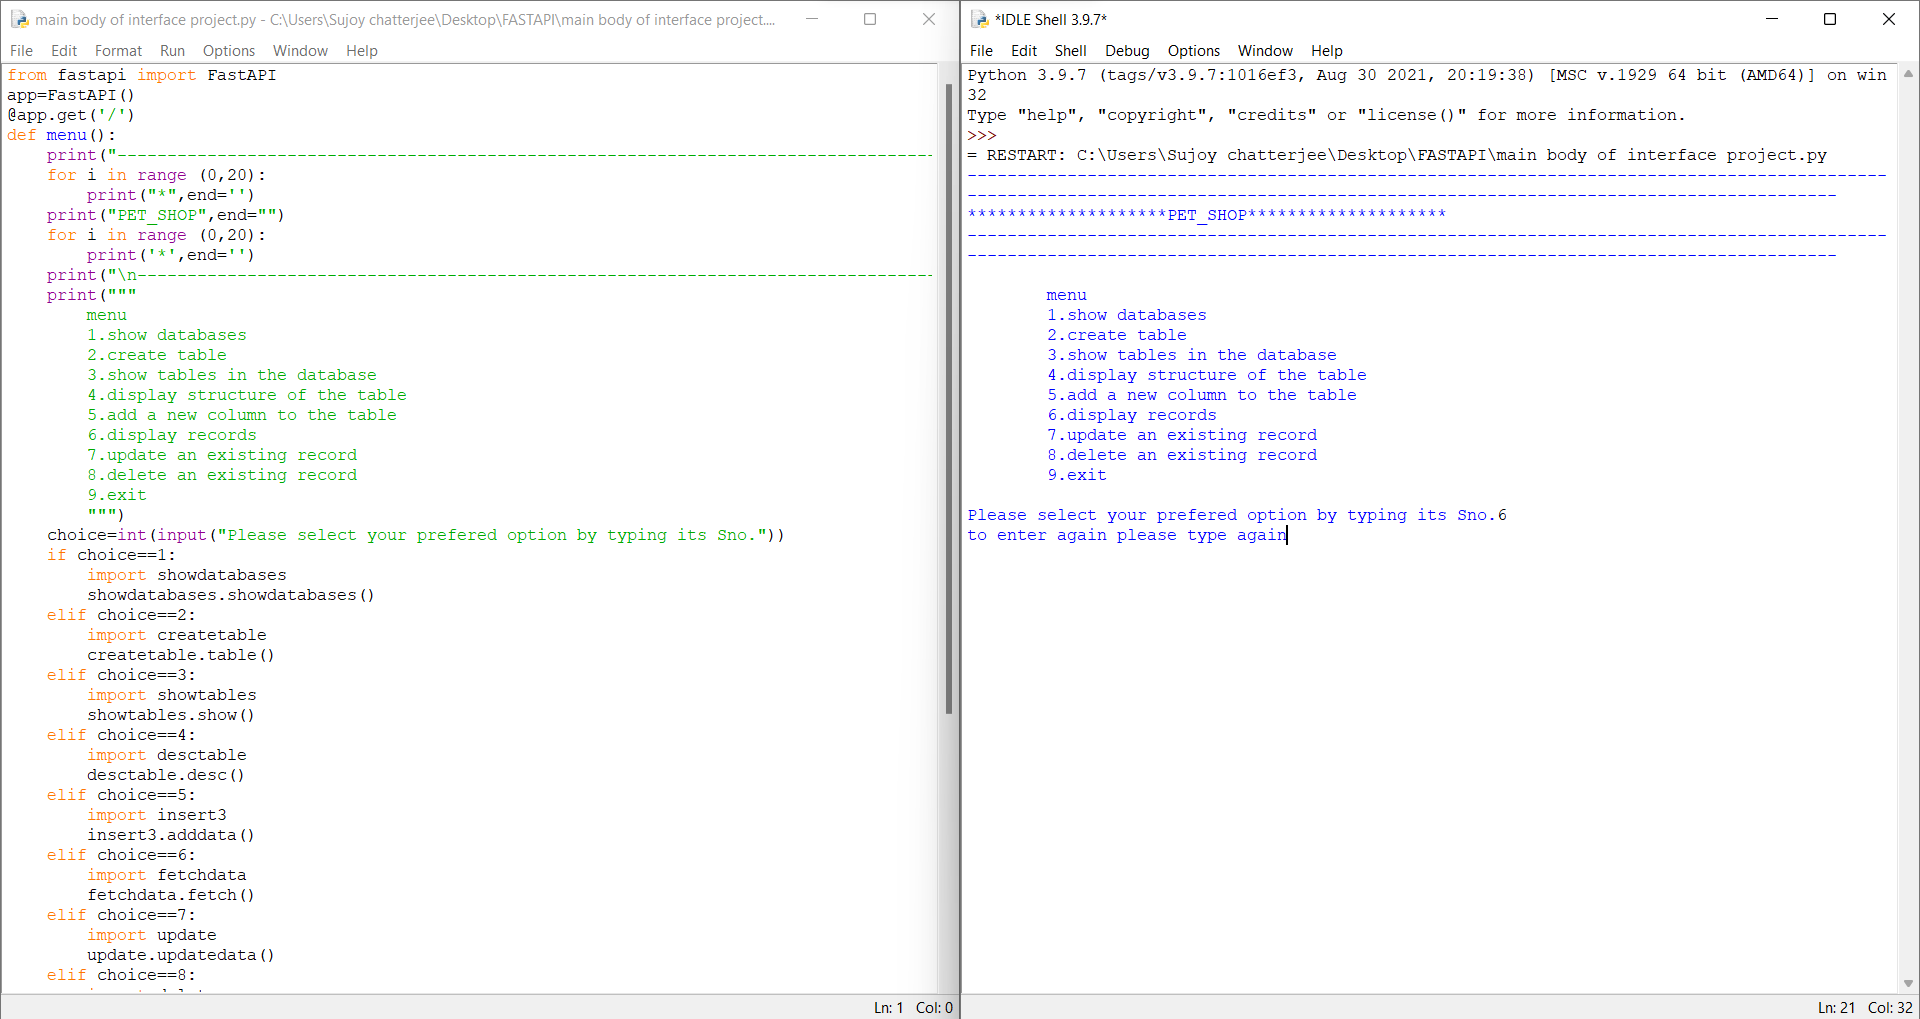 main body of interface project.py - C:\Users\Sujoy chatterjee\Desktop\FASTAPI\main body of interface project....
File Edit Format Run Options Window Help
from fastapi import FastAPI
app=FastAPI()
@app.get('/')
def menu():
    print("----------------------------------------------------------------------------------
    for i in range (0,20):
        print("*",end='')
    print("PET_SHOP",end="")
    for i in range (0,20):
        print('*',end='')
    print("\n--------------------------------------------------------------------------------
    print("""
        menu
        1.show databases
        2.create table
        3.show tables in the database
        4.display structure of the table
        5.add a new column to the table
        6.display records
        7.update an existing record
        8.delete an existing record
        9.exit
        """)
    choice=int(input("Please select your prefered option by typing its Sno."))
    if choice==1:
        import showdatabases
        showdatabases.showdatabases()
    elif choice==2:
        import createtable
        createtable.table()
    elif choice==3:
        import showtables
        showtables.show()
    elif choice==4:
        import desctable
        desctable.desc()
    elif choice==5:
        import insert3
        insert3.adddata()
    elif choice==6:
        import fetchdata
        fetchdata.fetch()
    elif choice==7:
        import update
        update.updatedata()
    elif choice==8:
Ln: 1 Col: 0
*IDLE Shell 3.9.7*
File Edit Shell Debug Options Window Help
Python 3.9.7 (tags/v3.9.7:1016ef3, Aug 30 2021, 20:19:38) [MSC v.1929 64 bit (AMD64)] on win
32
Type "help", "copyright", "credits" or "license()" for more information.
>>>
= RESTART: C:\Users\Sujoy chatterjee\Desktop\FASTAPI\main body of interface project.py
--------------------------------------------------------------------------------------------
---------------------------------------------------------------------------------------
********************PET_SHOP********************
--------------------------------------------------------------------------------------------
---------------------------------------------------------------------------------------
        menu
        1.show databases
        2.create table
        3.show tables in the database
        4.display structure of the table
        5.add a new column to the table
        6.display records
        7.update an existing record
        8.delete an existing record
        9.exit
Please select your prefered option by typing its Sno.6
to enter again please type again
Ln: 21 Col: 32